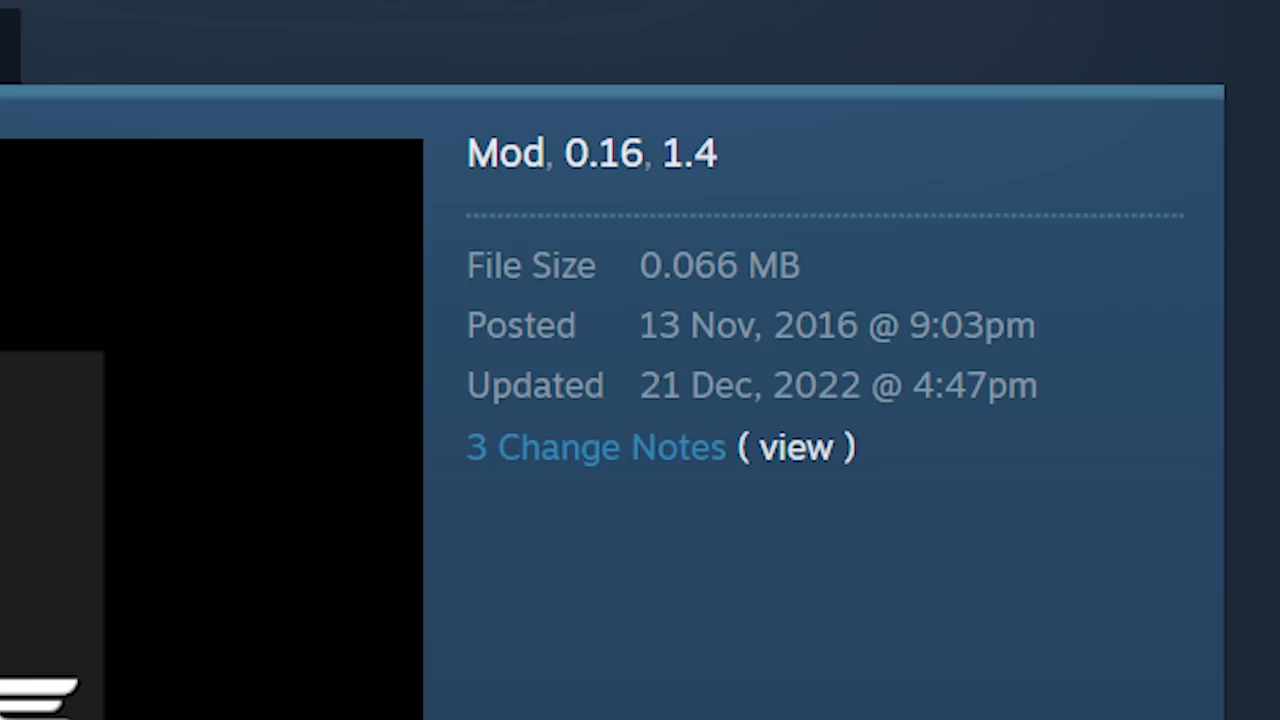 Mod, 0.16, 1.4
File Size 0.066 MB
Posted 13 Nov, 2016 @ 9:03pm
Updated 21 Dec, 2022 @ 4:47pm
3 Change Notes ( view )